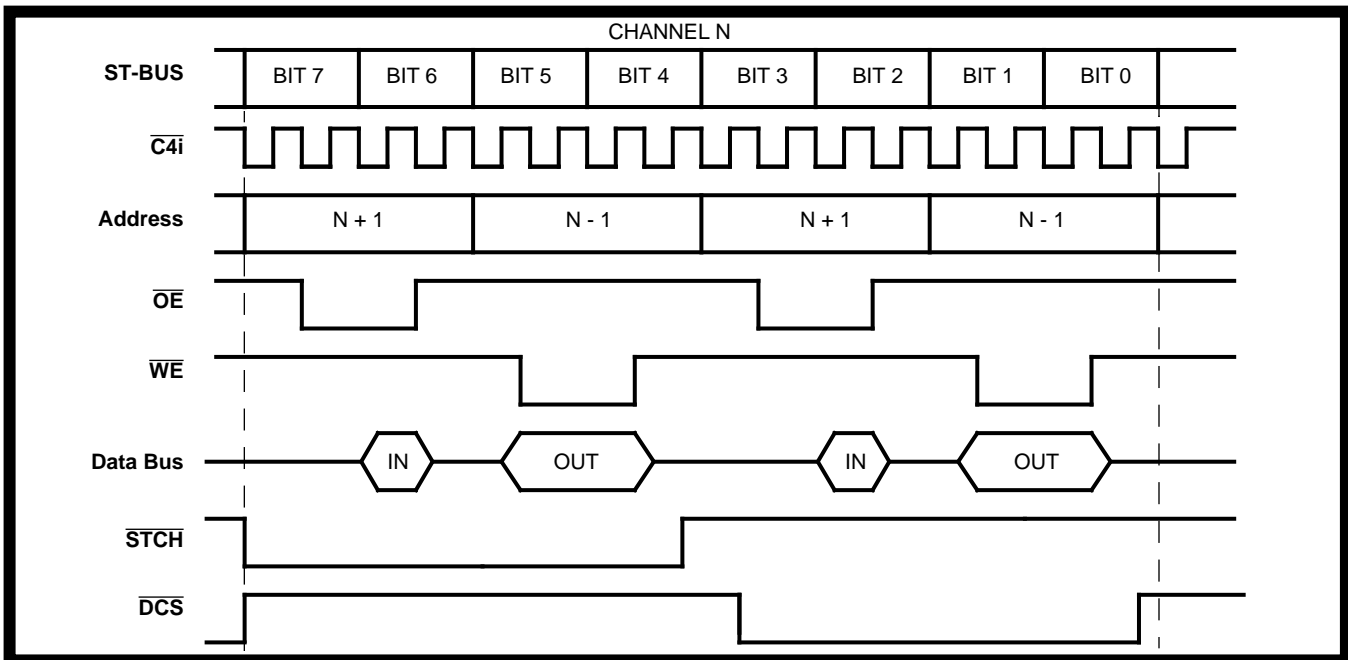 CHANNEL N
ST-BUS BIT 7 BIT 6 BIT 5 BIT 4 BIT 3 BIT 2 BIT 1 BIT 0
C4i
Address N + 1 N - 1 N + 1 N - 1
OE
WE
Data Bus IN OUT IN OUT
STCH
DCS